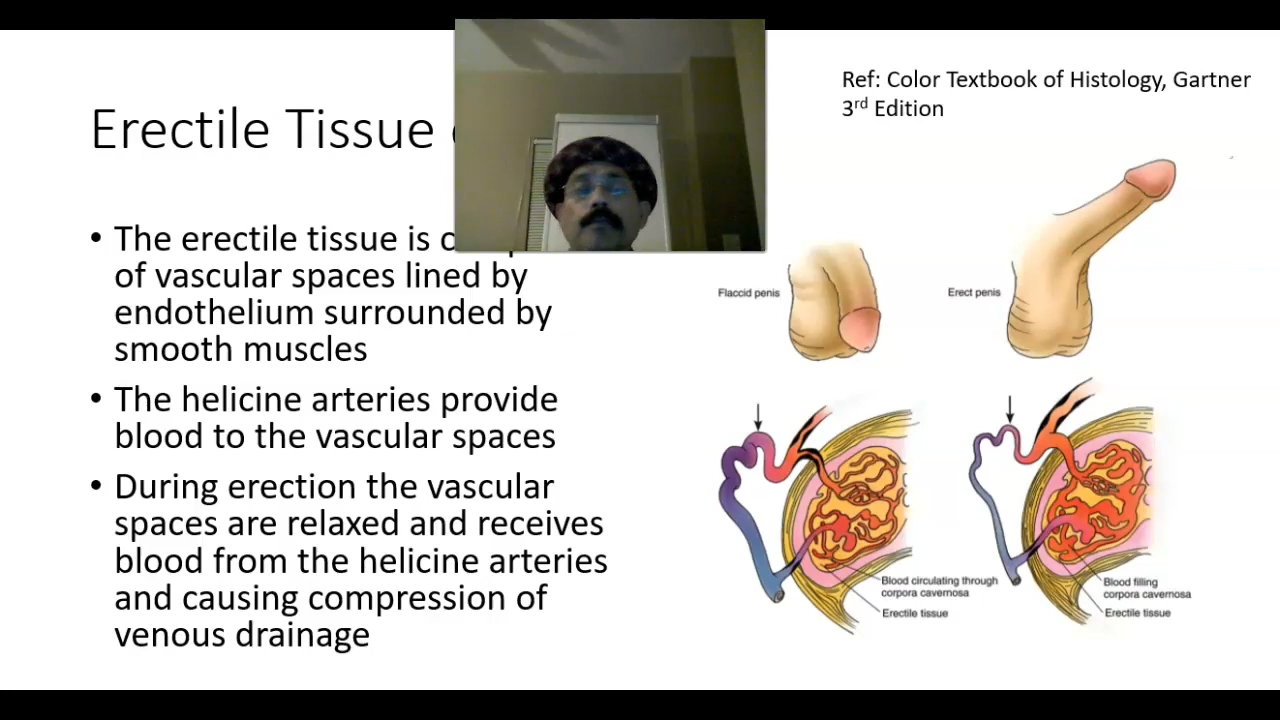 Ref: Color Textbook of Histology, Gartner
3rd Edition
Erectile Tissue
• The erectile tissue is
of vascular spaces lined by
endothelium surrounded by
smooth muscles
• The helicine arteries provide
blood to the vascular spaces
• During erection the vascular
spaces are relaxed and receives
blood from the helicine arteries
and causing compression of
venous drainage
Flaccid penis
Erect penis
Blood circulating through
corpora cavernosa
Erectile tissue
Blood filling
corpora cavernosa
Erectile tissue